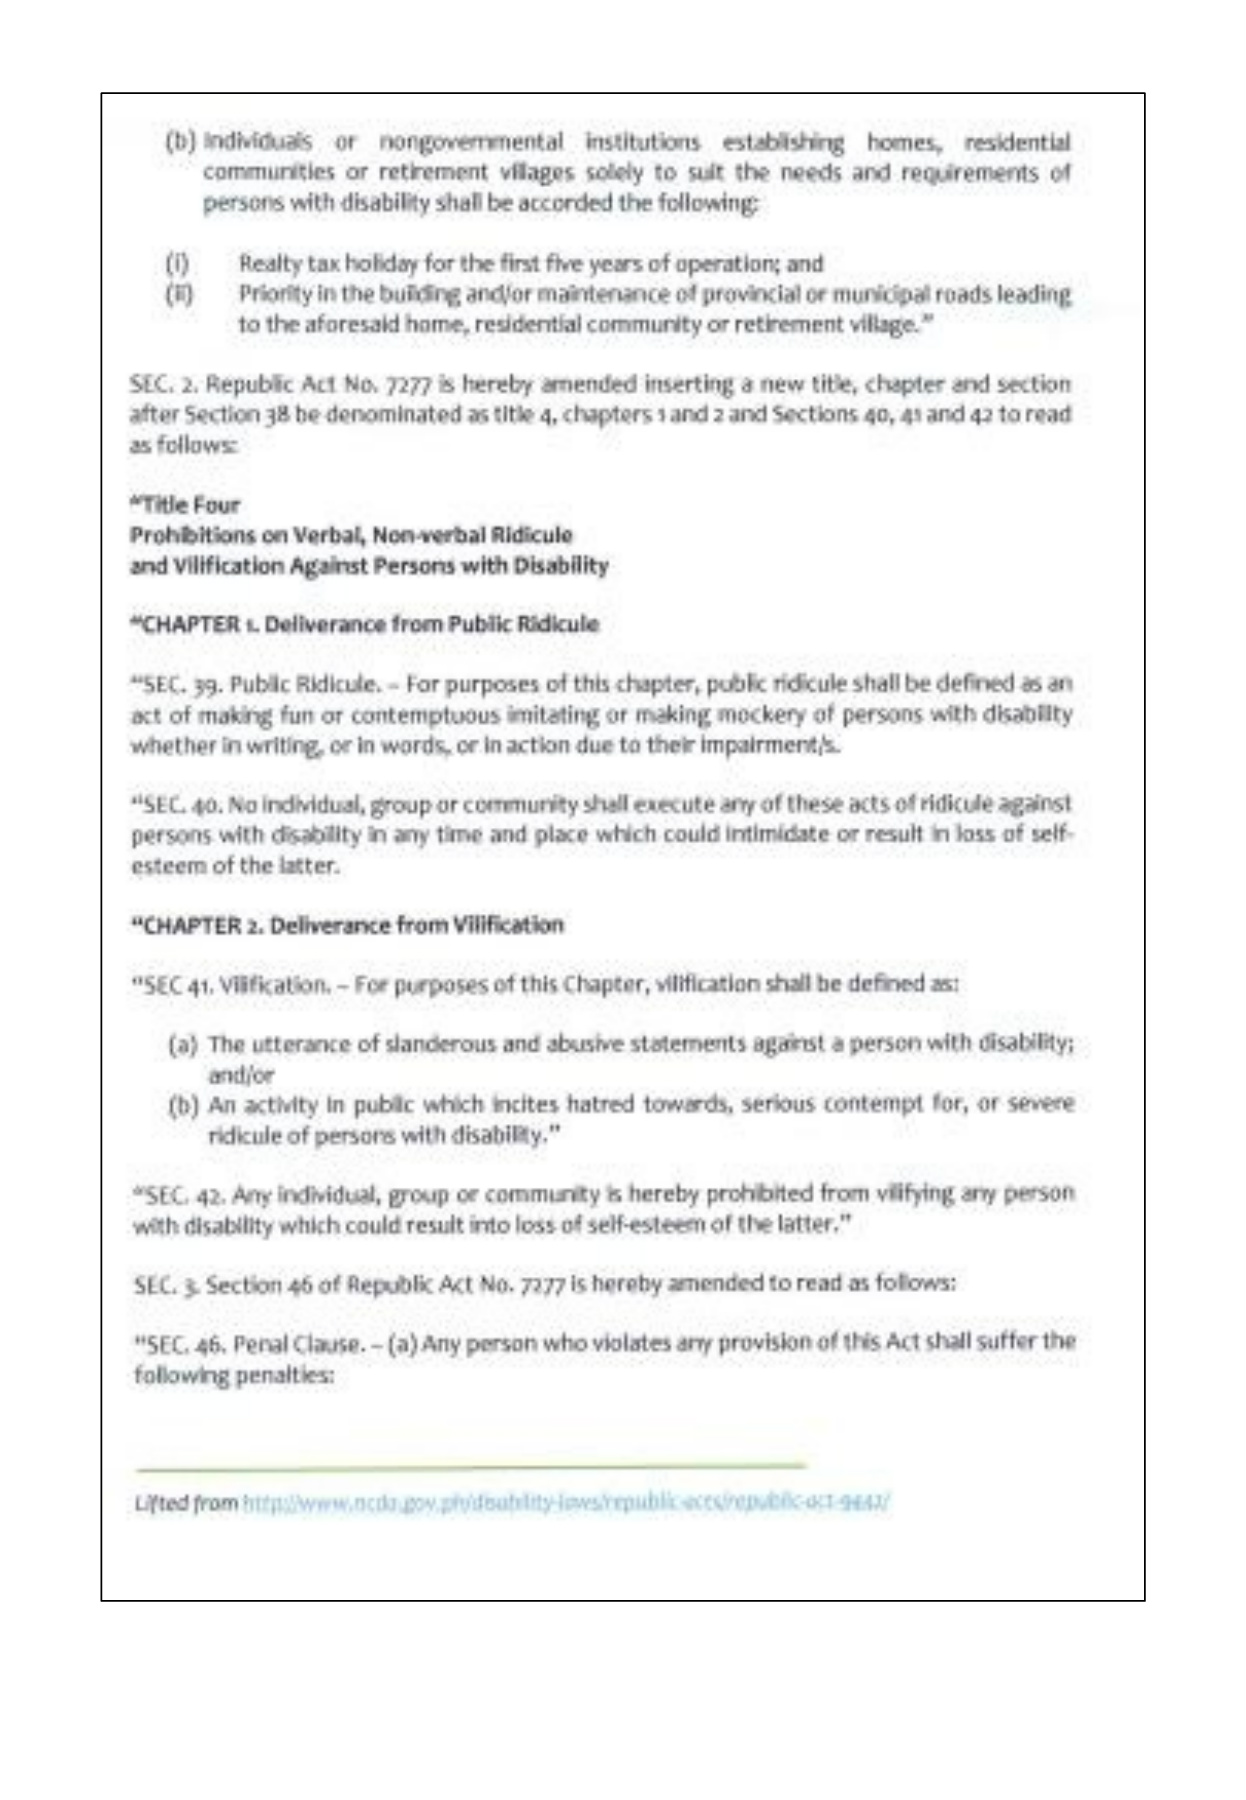 (b) Individuals or nongovernmental institutions establishing homes, residential
communities or retirement villages solely to suit the needs and requirements of
persons with disability shall be accorded the following:
(i) Realty tax holiday for the first five years of operation; and
(ii) Priority in the building and/or maintenance of provincial or municipal roads leading
to the aforesaid home, residential community or retirement village.”
SEC. 2. Republic Act No. 7277 is hereby amended inserting a new title, chapter and section
after Section 38 be denominated as title 4, chapters 1 and 2 and Sections 40, 41 and 42 to read
as follows:
“Title Four
Prohibitions on Verbal, Non-verbal Ridicule
and Vilification Against Persons with Disability
“CHAPTER 1. Deliverance from Public Ridicule
“SEC. 39. Public Ridicule. – For purposes of this chapter, public ridicule shall be defined as an
act of making fun or contemptuous imitating or making mockery of persons with disability
whether in writing, or in words, or in action due to their impairment/s.
“SEC. 40. No individual, group or community shall execute any of these acts of ridicule against
persons with disability in any time and place which could intimidate or result in loss of self-
esteem of the latter.
“CHAPTER 2. Deliverance from Vilification
“SEC 41. Vilification. – For purposes of this Chapter, vilification shall be defined as:
(a) The utterance of slanderous and abusive statements against a person with disability;
and/or
(b) An activity in public which incites hatred towards, serious contempt for, or severe
ridicule of persons with disability.”
“SEC. 42. Any individual, group or community is hereby prohibited from vilifying any person
with disability which could result into loss of self-esteem of the latter.”
SEC. 3. Section 46 of Republic Act No. 7277 is hereby amended to read as follows:
“SEC. 46. Penal Clause. – (a) Any person who violates any provision of this Act shall suffer the
following penalties:
Lifted from http://www.ncda.gov.ph/disability-laws/republic-acts/republic-act-9442/